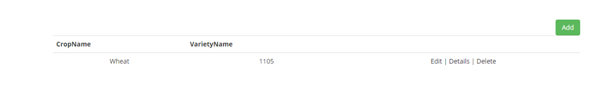 Add
CropName VarietyName
Wheat 1105 Edit | Details | Delete